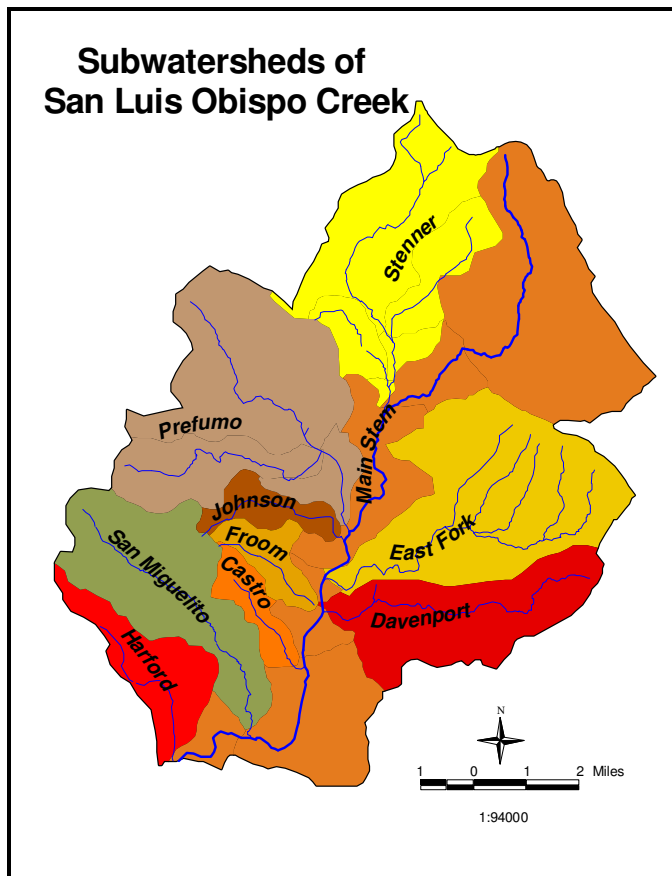 Subwatersheds of
San Luis Obispo Creek
Stenner
Prefumo
Main Stem
Johnson
Froom
East Fork
San Miguelito
Castro
Davenport
Harford
N
1 0 1 2 Miles
1:94000